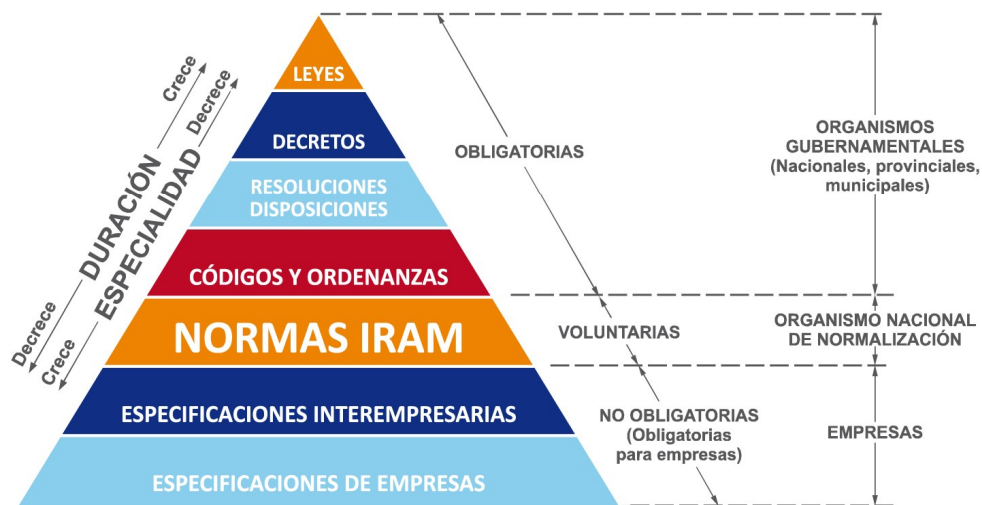 LEYES
DECRETOS
RESOLUCIONES
DISPOSICIONES
CÓDIGOS Y ORDENANZAS
NORMAS IRAM
ESPECIFICACIONES INTEREMPRESARIAS
ESPECIFICACIONES DE EMPRESAS
Decrece DURACIÓN Crece
Crece ESPECIALIDAD Decrece
OBLIGATORIAS
VOLUNTARIAS
NO OBLIGATORIAS
(Obligatorias
para empresas)
ORGANISMOS
GUBERNAMENTALES
(Nacionales, provinciales,
municipales)
ORGANISMO NACIONAL
DE NORMALIZACIÓN
EMPRESAS